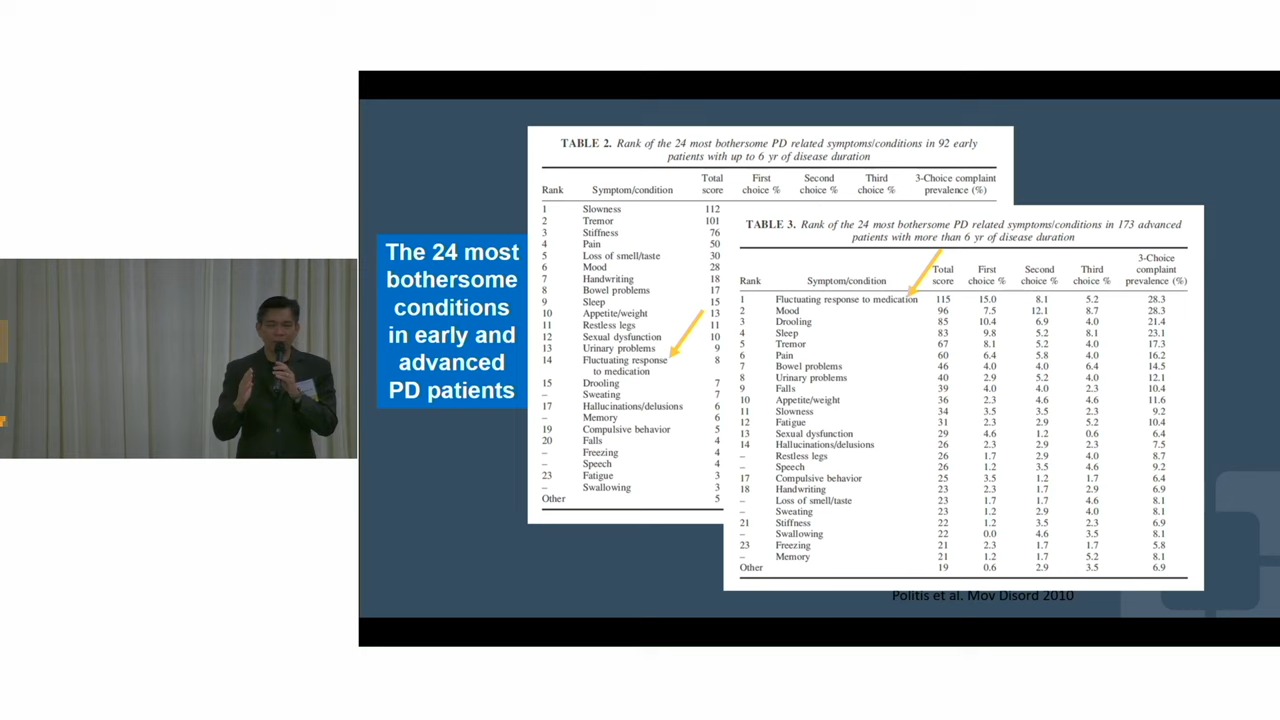 The 24 most
bothersome
conditions
in early and
advanced
PD patients
TABLE 2. Rank of the 24 most bothersome PD related symptoms/conditions in 92 early
patients with up to 6 yr of disease duration
Rank Symptom/condition Total score First choice % Second choice % Third choice % 3-Choice complaint prevalence (%)
1 Slowness 112
2 Tremor 101
3 Stiffness 76
4 Pain 50
5 Loss of smell/taste 30
6 Mood 28
7 Handwriting 18
8 Bowel problems 17
9 Sleep 15
10 Appetite/weight 13
11 Restless legs 11
12 Sexual dysfunction 10
13 Urinary problems 9
14 Fluctuating response 8
to medication
15 Drooling 7
– Sweating 7
17 Hallucinations/delusions 6
– Memory 6
19 Compulsive behavior 5
20 Falls 4
– Freezing 4
– Speech 4
23 Fatigue 3
– Swallowing 3
Other 5
TABLE 3. Rank of the 24 most bothersome PD related symptoms/conditions in 173 advanced
patients with more than 6 yr of disease duration
Rank Symptom/condition Total score First choice % Second choice % Third choice % 3-Choice complaint prevalence (%)
1 Fluctuating response to medication 115 15.0 8.1 5.2 28.3
2 Mood 96 7.5 12.1 8.7 28.3
3 Drooling 85 10.4 6.9 4.0 21.4
4 Sleep 83 9.8 5.2 8.1 23.1
5 Tremor 67 8.1 5.2 4.0 17.3
6 Pain 60 6.4 5.8 4.0 16.2
7 Bowel problems 46 4.0 4.0 6.4 14.5
8 Urinary problems 40 2.9 5.2 4.0 12.1
9 Falls 39 4.0 4.0 2.3 10.4
10 Appetite/weight 36 2.3 4.6 4.6 11.6
11 Slowness 34 3.5 3.5 2.3 9.2
12 Fatigue 31 2.3 2.9 5.2 10.4
13 Sexual dysfunction 29 4.6 1.2 0.6 6.4
14 Hallucinations/delusions 26 2.3 2.9 2.3 7.5
– Restless legs 26 1.7 2.9 4.0 8.7
– Speech 26 1.2 3.5 4.6 9.2
17 Compulsive behavior 25 3.5 1.2 1.7 6.4
18 Handwriting 23 2.3 1.7 2.9 6.9
– Loss of smell/taste 23 1.7 1.7 4.6 8.1
– Sweating 23 1.2 2.9 4.0 8.1
21 Stiffness 22 1.2 3.5 2.3 6.9
– Swallowing 22 0.0 4.6 3.5 8.1
23 Freezing 21 2.3 1.7 1.7 5.8
– Memory 21 1.2 1.7 5.2 8.1
Other 19 0.6 2.9 3.5 6.9
Politis et al. Mov Disord 2010